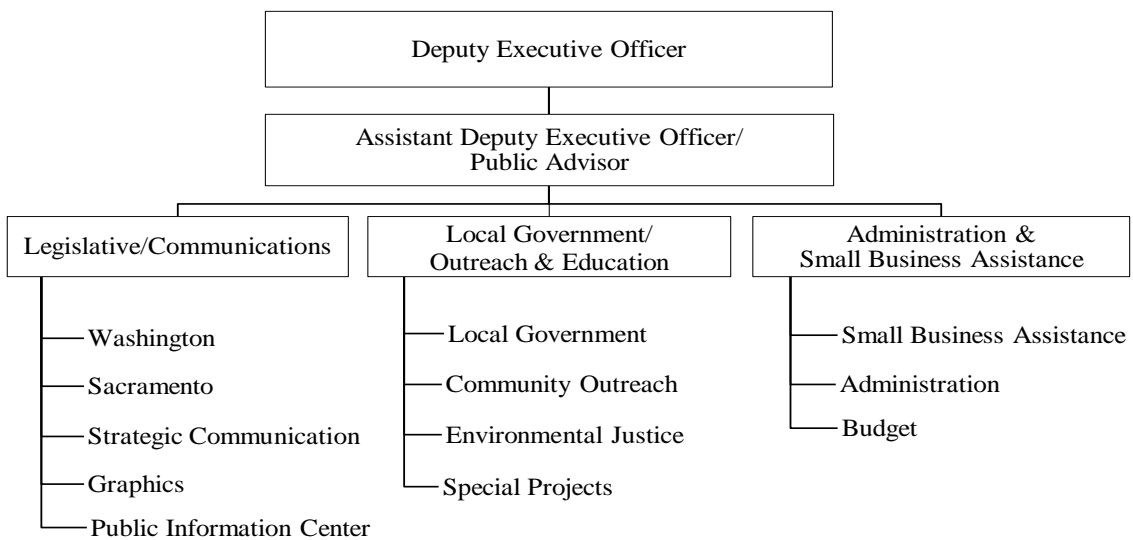 Deputy Executive Officer
Assistant Deputy Executive Officer/
Public Advisor
Legislative/Communications
Washington
Sacramento
Strategic Communication
Graphics
Public Information Center
Local Government/
Outreach & Education
Local Government
Community Outreach
Environmental Justice
Special Projects
Administration &
Small Business Assistance
Small Business Assistance
Administration
Budget